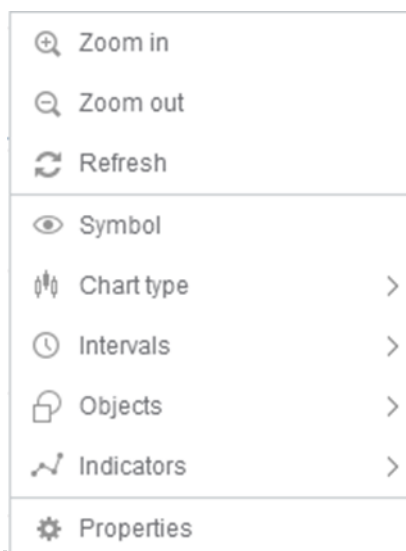 Zoom in
Zoom out
Refresh
Symbol
Chart type
Intervals
Objects
Indicators
Properties